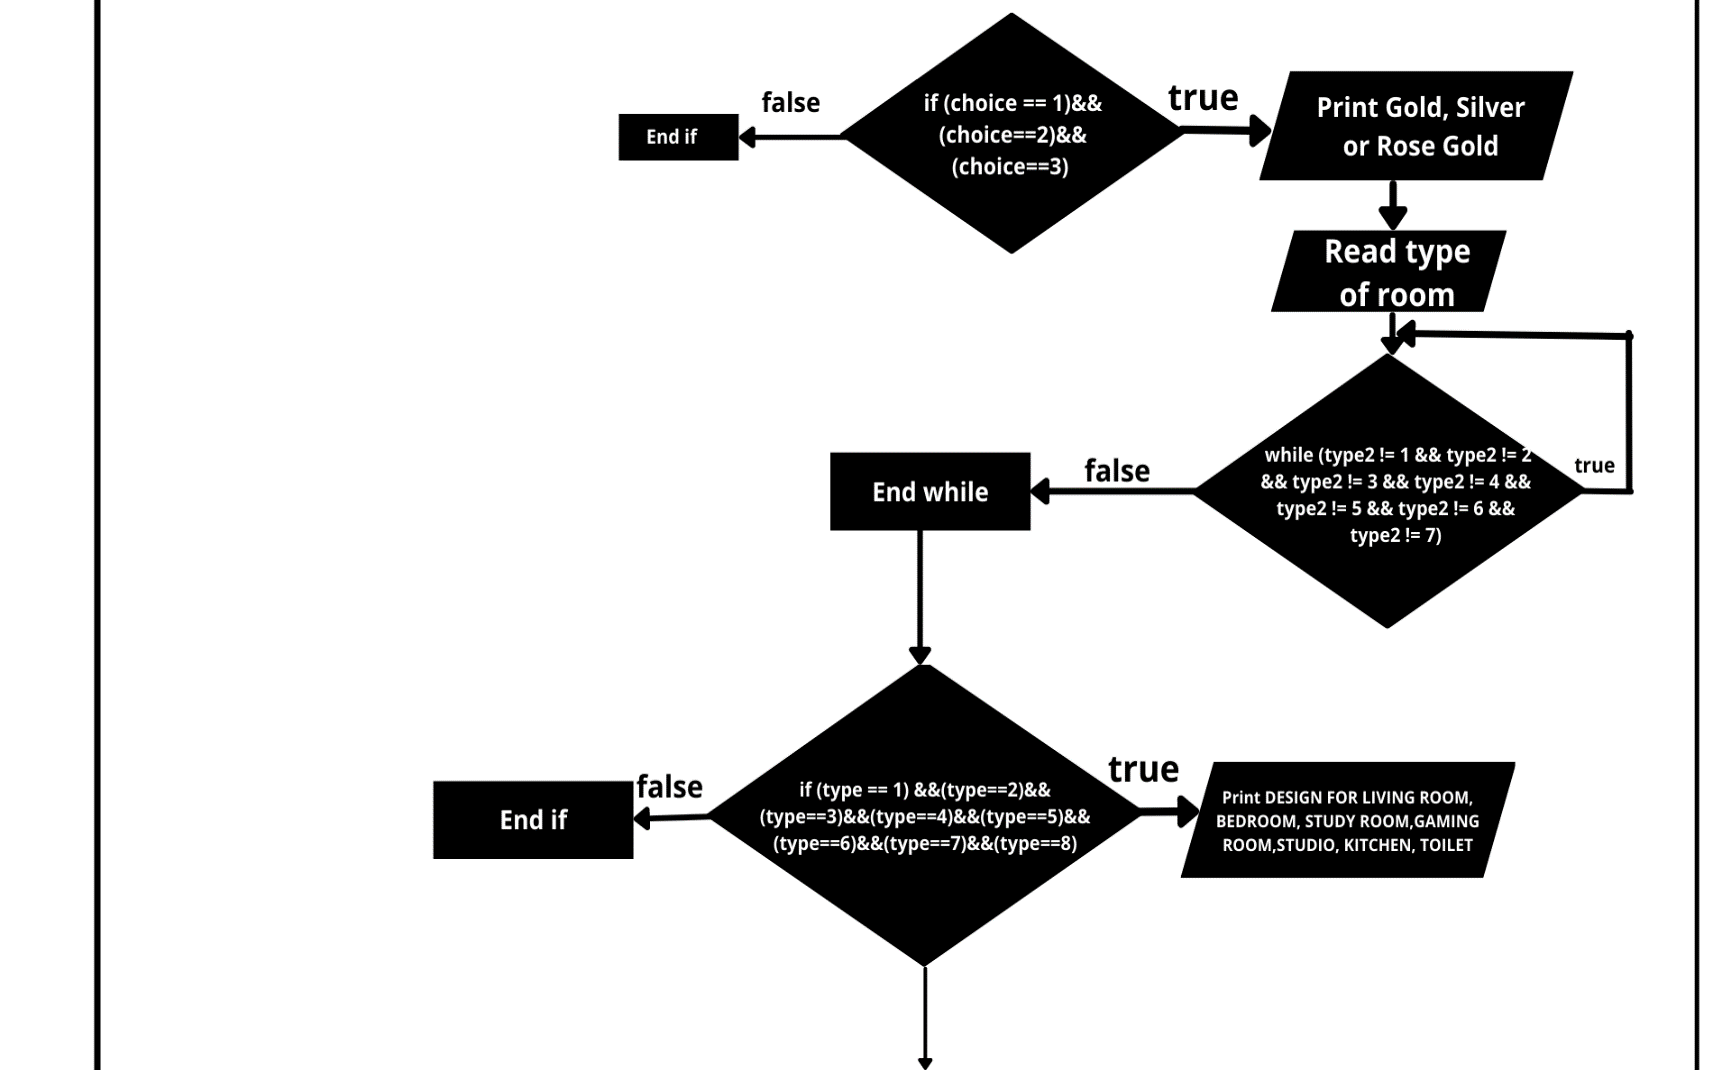 false
true
End if
if (choice == 1)&&
(choice==2)&&
(choice==3)
Print Gold, Silver
or Rose Gold
Read type
of room
End while
false
while (type2 != 1 && type2 != 2
&& type2 != 3 && type2 != 4 &&
type2 != 5 && type2 != 6 &&
type2 != 7)
true
End if
false
if (type == 1) &&(type==2)&&
(type==3)&&(type==4)&&(type==5)&&
(type==6)&&(type==7)&&(type==8)
true
Print DESIGN FOR LIVING ROOM,
BEDROOM, STUDY ROOM,GAMING
ROOM,STUDIO, KITCHEN, TOILET